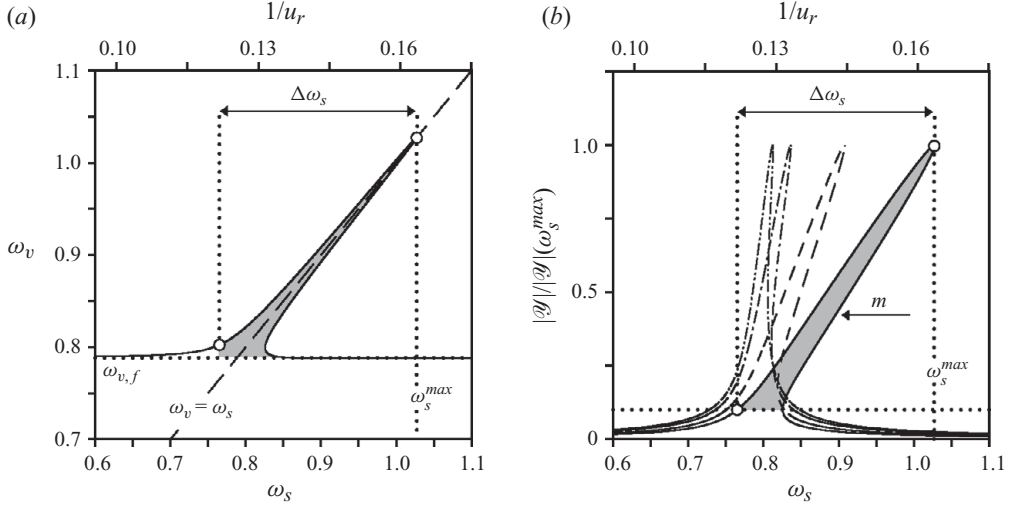 (a)
1/u_r
0.10 0.13 0.16
1.1
1.0
0.9
0.8
0.7
ω_v
Δω_s
ω_{v,f}
ω_v = ω_s
ω_s^{max}
0.6 0.7 0.8 0.9 1.0 1.1
ω_s
(b)
1/u_r
0.10 0.13 0.16
1.0
0.5
0
|𝒴|/|𝒴|(ω_s^{max})
Δω_s
m
ω_s^{max}
0.6 0.7 0.8 0.9 1.0 1.1
ω_s